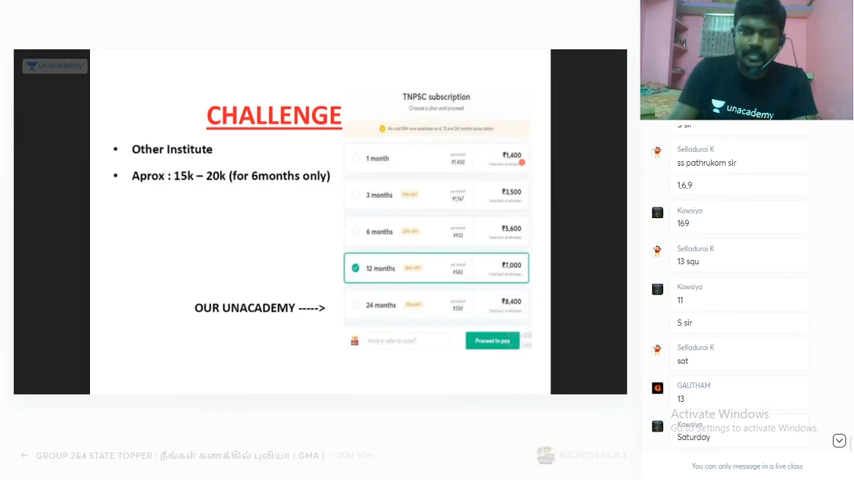 unacademy
CHALLENGE
• Other Institute
• Aprox : 15k – 20k (for 6months only)
OUR UNACADEMY ----->
TNPSC subscription
Choose a plan and proceed
1 month
₹1,400
3 months
₹3,500
6 months
₹5,600
12 months
₹7,000
24 months
₹8,400
Proceed to pay
unacademy
S sir
Selladurai K
ss pathrukom sir
1,6,9
Kowsiya
169
Selladurai K
13 squ
Kowsiya
11
S sir
Selladurai K
sat
GAUTHAM
13
Kowsiya
Saturday
Activate Windows
Go to Settings to activate Windows.
You can only message in a live class
GROUP 2&4 STATE TOPPER : நீங்கள் கணக்கில் புலியா ( GMA )
BOOPATHI RAJA S